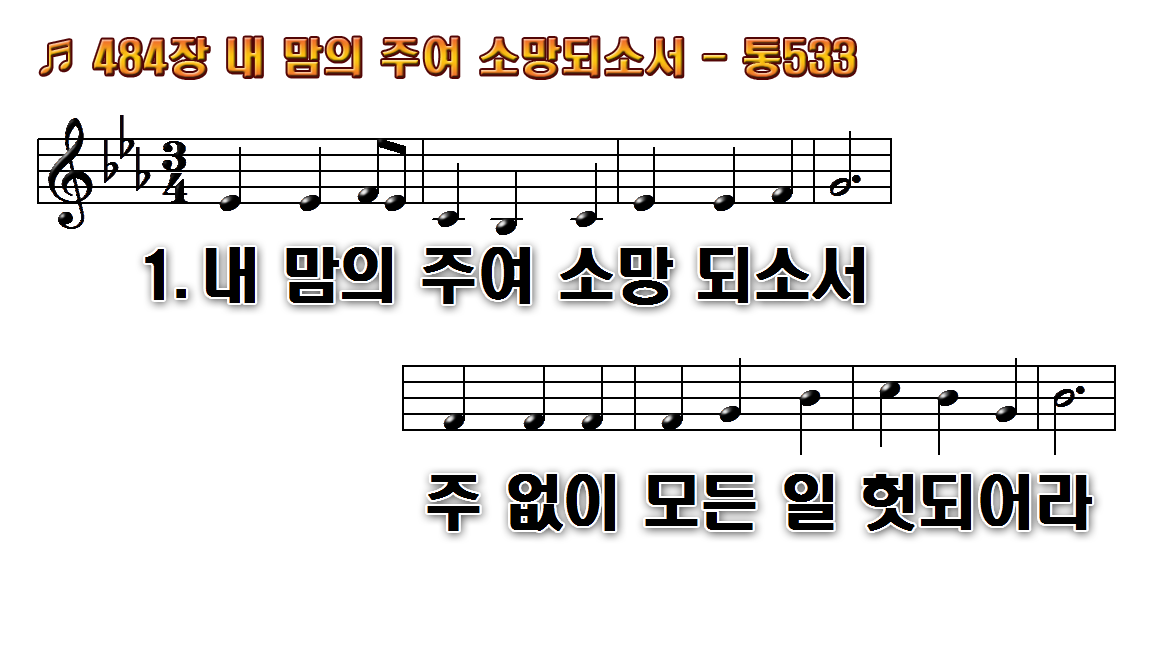 ♬ 484장 내 맘의 주여 소망되소서 - 통533
3
4
1. 내 맘의 주여 소망 되소서
주 없이 모든 일 헛되어라